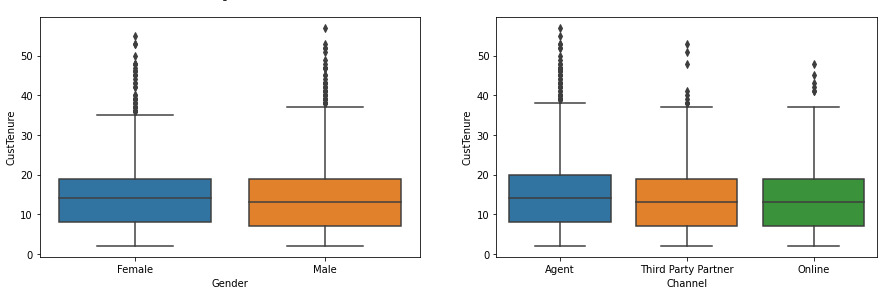 50
40
30
20
10
0
CustTenure
Female
Male
Gender
50
40
30
20
10
0
CustTenure
Agent
Third Party Partner
Online
Channel